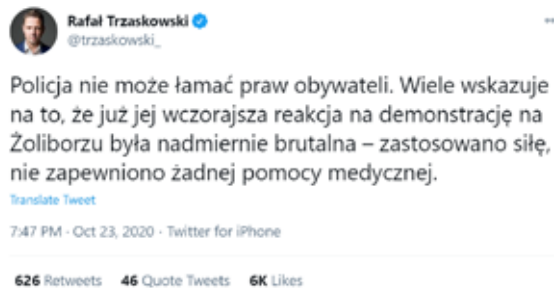 Rafał Trzaskowski
@trzaskowski_
Policja nie może łamać praw obywateli. Wiele wskazuje
na to, że już jej wczorajsza reakcja na demonstrację na
Żoliborzu była nadmiernie brutalna – zastosowano siłę,
nie zapewniono żadnej pomocy medycznej.
Translate Tweet
7:47 PM · Oct 23, 2020 · Twitter for iPhone
626 Retweets 46 Quote Tweets 6K Likes